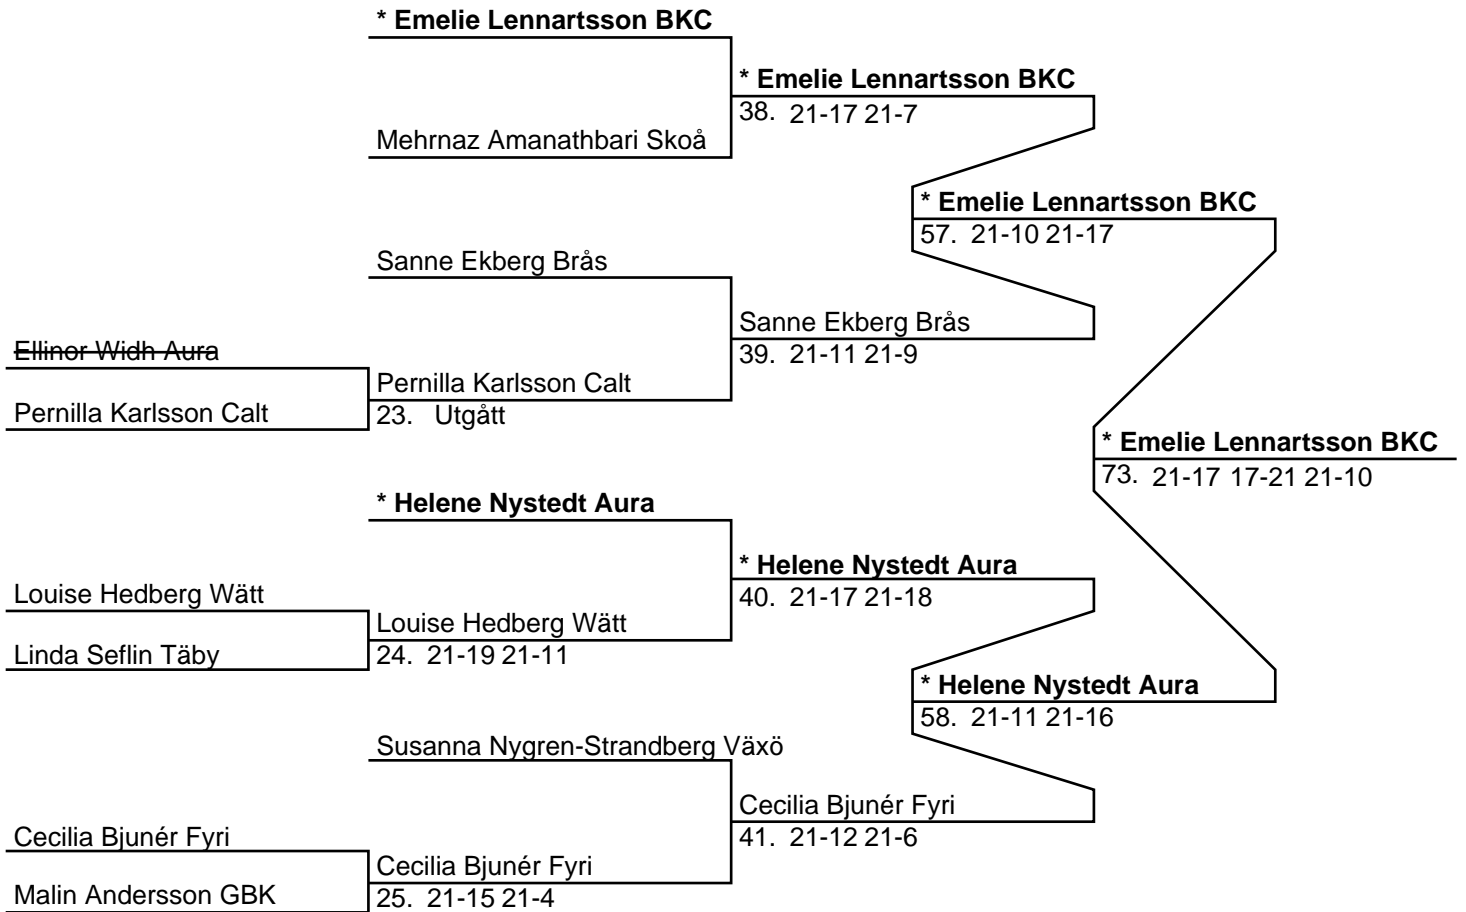 * Emelie Lennartsson BKC
* Emelie Lennartsson BKC
38. 21-17 21-7
Mehrnaz Amanathbari Skoå
* Emelie Lennartsson BKC
57. 21-10 21-17
Sanne Ekberg Brås
Sanne Ekberg Brås
39. 21-11 21-9
Ellinor Widh Aura
Pernilla Karlsson Calt
23. Utgått
Pernilla Karlsson Calt
* Emelie Lennartsson BKC
73. 21-17 17-21 21-10
* Helene Nystedt Aura
* Helene Nystedt Aura
40. 21-17 21-18
Louise Hedberg Wätt
Louise Hedberg Wätt
24. 21-19 21-11
Linda Seflin Täby
* Helene Nystedt Aura
58. 21-11 21-16
Susanna Nygren-Strandberg Växö
Cecilia Bjunér Fyri
41. 21-12 21-6
Cecilia Bjunér Fyri
Cecilia Bjunér Fyri
25. 21-15 21-4
Malin Andersson GBK